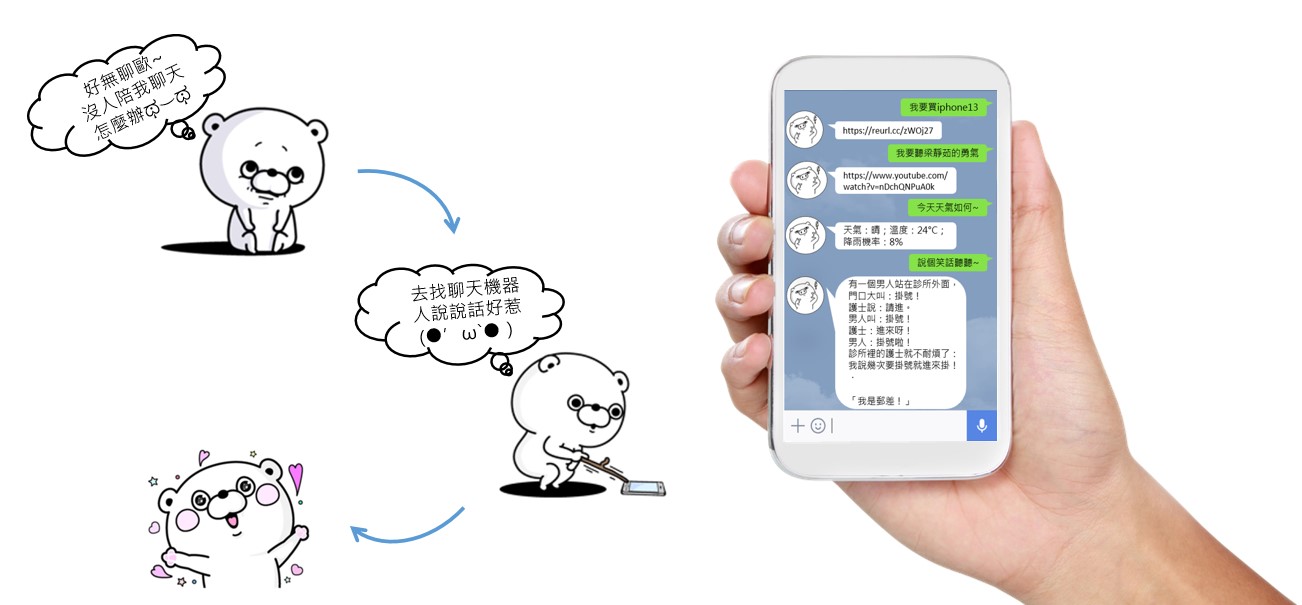 好無聊歐~
沒人陪我聊天
怎麼辦ಥ⌣ಥ
去找聊天機器
人說說話好惹
(●′ω`●)
我要買iphone13
https://reurl.cc/zWOj27
我要聽梁靜茹的勇氣
https://www.youtube.com/
watch?v=nDchQNPuA0k
今天天氣如何~
天氣：晴；溫度：24°C；
降雨機率：8%
說個笑話聽聽~
有一個男人站在診所外面，
門口大叫：掛號！
護士說：請進。
男人叫：掛號！
護士：進來呀！
男人：掛號啦！
診所裡的護士就不耐煩了：
我說幾次要掛號就進來掛！
.
「我是郵差！」